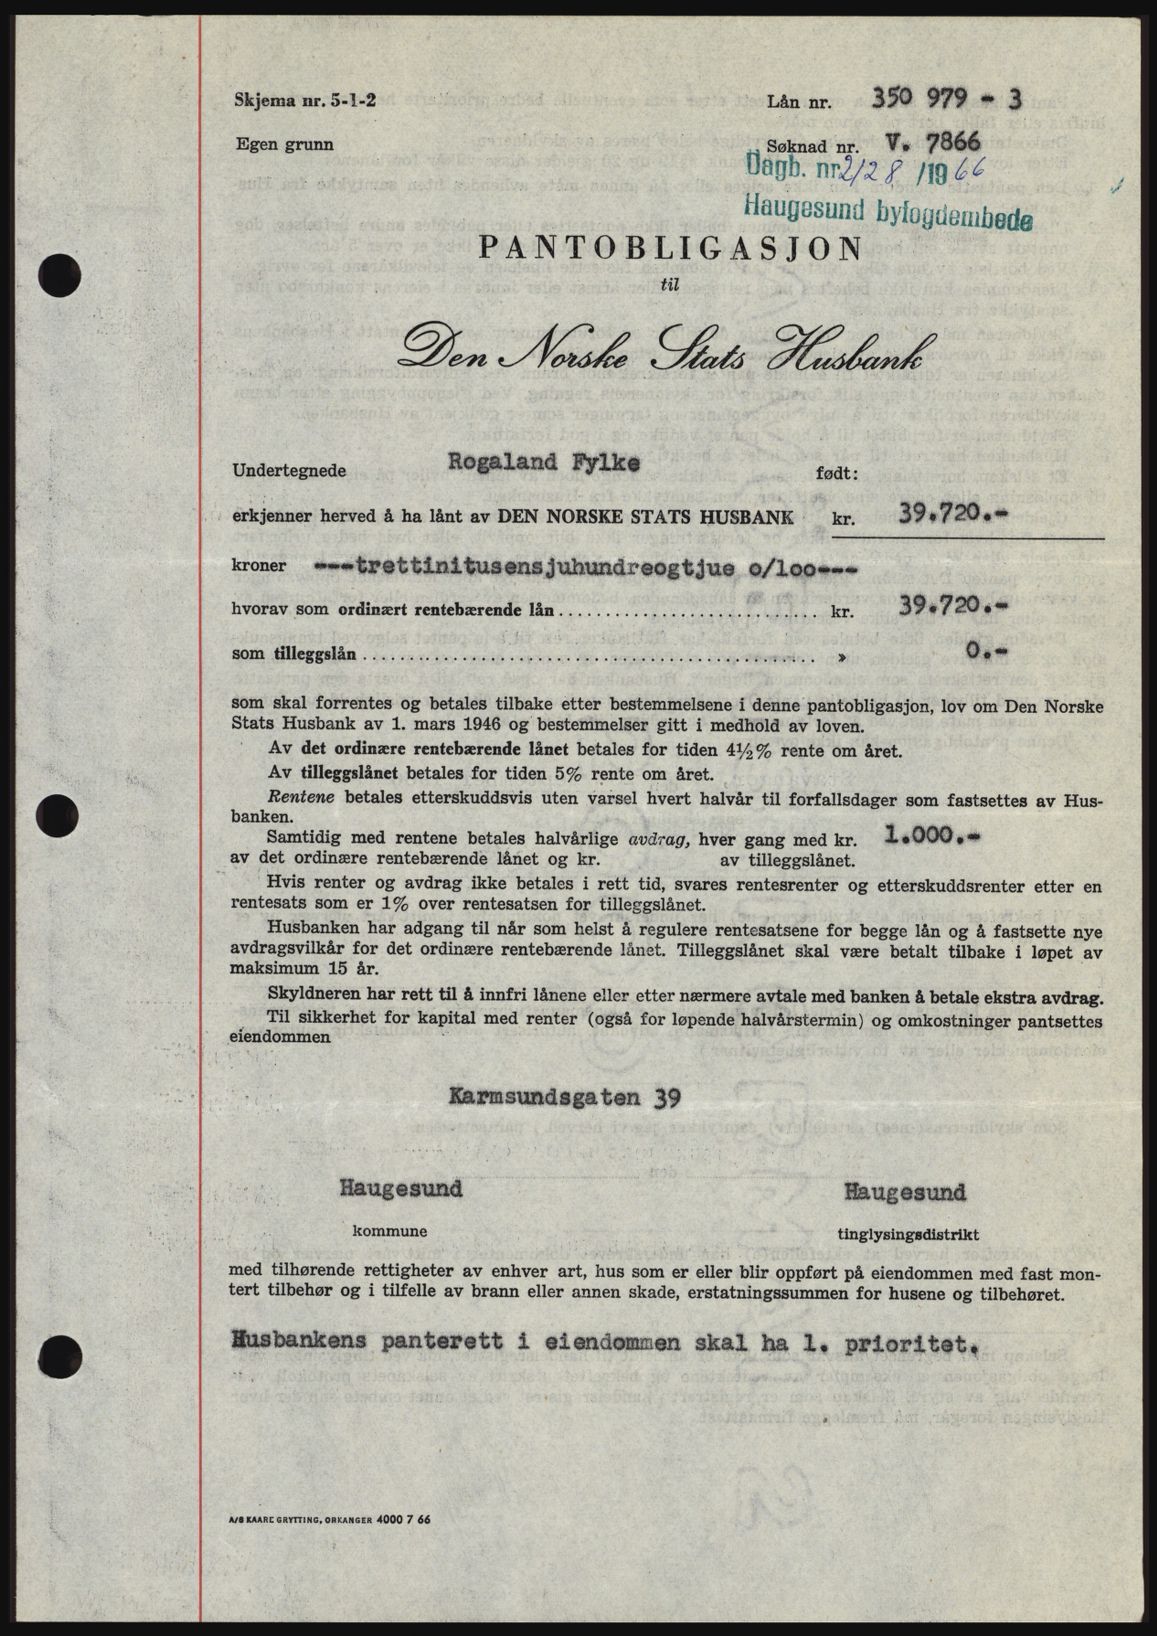 Skjema nr. 5-1-2
Lån nr. 350 979 - 3
Egen grunn
Søknad nr. V. 7866
Dagb. nr. 2128/1966
Haugesund byfogdembede
PANTOBLIGASJON
til
Den Norske Stats Husbank
Undertegnede Rogaland Fylke født:
erkjenner herved å ha lånt av DEN NORSKE STATS HUSBANK kr. 39.720.-
kroner ---trettinitusensjuhundreogtjue o/loo---
hvorav som ordinært rentebærende lån kr. 39.720.-
som tilleggslån » 0.-
som skal forrentes og betales tilbake etter bestemmelsene i denne pantobligasjon, lov om Den Norske
Stats Husbank av 1. mars 1946 og bestemmelser gitt i medhold av loven.
Av det ordinære rentebærende lånet betales for tiden 4½% rente om året.
Av tilleggslånet betales for tiden 5% rente om året.
Rentene betales etterskuddsvis uten varsel hvert halvår til forfallsdager som fastsettes av Hus-
banken.
Samtidig med rentene betales halvårlige avdrag, hver gang med kr. 1.000.-
av det ordinære rentebærende lånet og kr. av tilleggslånet.
Hvis renter og avdrag ikke betales i rett tid, svares rentesrenter og etterskuddsrenter etter en
rentesats som er 1% over rentesatsen for tilleggslånet.
Husbanken har adgang til når som helst å regulere rentesatsene for begge lån og å fastsette nye
avdragsvilkår for det ordinære rentebærende lånet. Tilleggslånet skal være betalt tilbake i løpet av
maksimum 15 år.
Skyldneren har rett til å innfri lånene eller etter nærmere avtale med banken å betale ekstra avdrag.
Til sikkerhet for kapital med renter (også for løpende halvårstermin) og omkostninger pantsettes
eiendommen
Karmsundsgaten 39
Haugesund Haugesund
kommune tinglysingsdistrikt
med tilhørende rettigheter av enhver art, hus som er eller blir oppført på eiendommen med fast mon-
tert tilbehør og i tilfelle av brann eller annen skade, erstatningssummen for husene og tilbehøret.
Husbankens panterett i eiendommen skal ha 1. prioritet.
A/S KAARE GRYTTING, ORKANGER 4000 7 66